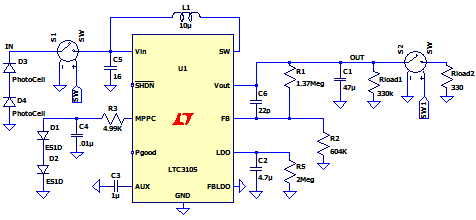 L1
10µ
S1
SW
IN
D3
PhotoCell
D4
PhotoCell
SW
C5
16
Vin
SW
U1
SHDN
Vout
MPPC
FB
LTC3105
Pgood
LDO
AUX
FBLDO
GND
R3
4.99K
D1
ES1D
D2
ES1D
C4
.01µ
C3
1µ
OUT
R1
1.37Meg
C6
22p
C1
47µ
Rload1
330k
S2
SW
SW1
Rload2
330
R2
604K
C2
4.7µ
R5
2Meg